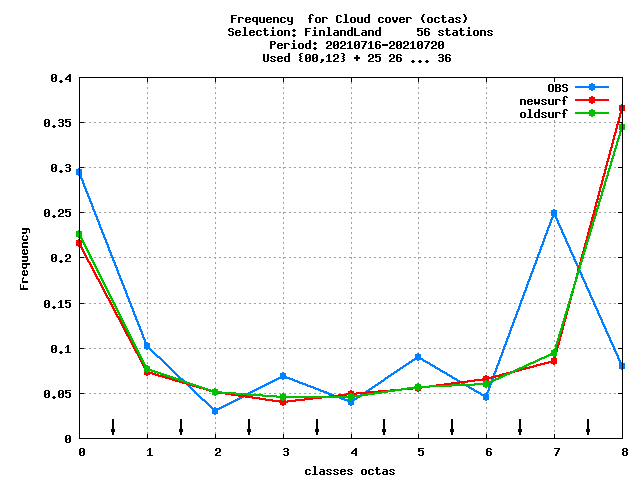 Frequency  for Cloud cover (octas)
Selection: FinlandLand     56 stations
Period: 20210716-20210720
Used {00,12} + 25 26 ... 36
OBS
newsurf
oldsurf
0.4
0.35
0.3
0.25
0.2
0.15
0.1
0.05
0
Frequency
0 1 2 3 4 5 6 7 8
classes octas